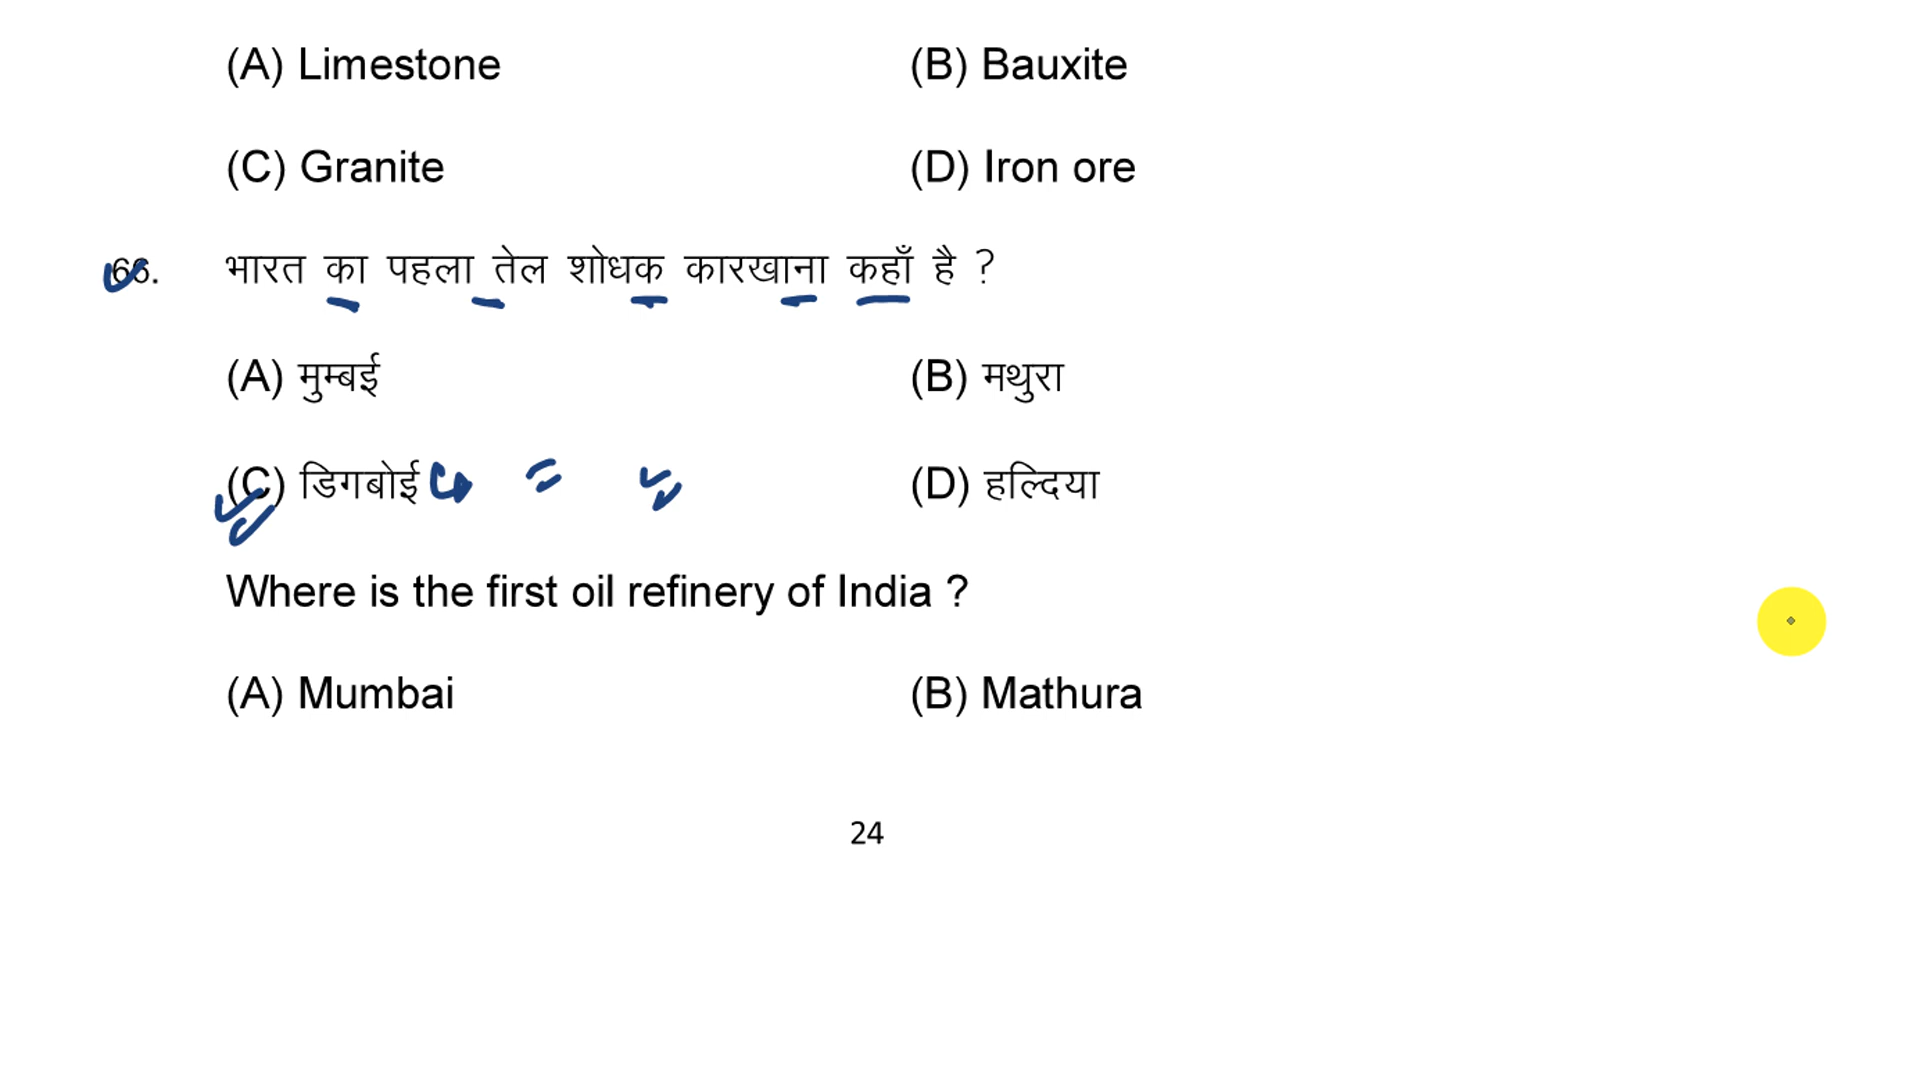 (A) Limestone (B) Bauxite
(C) Granite (D) Iron ore
66. भारत का पहला तेल शोधक कारखाना कहाँ है ?
(A) मुम्बई (B) मथुरा
(C) डिगबोई (D) हल्दिया
Where is the first oil refinery of India ?
(A) Mumbai (B) Mathura
24